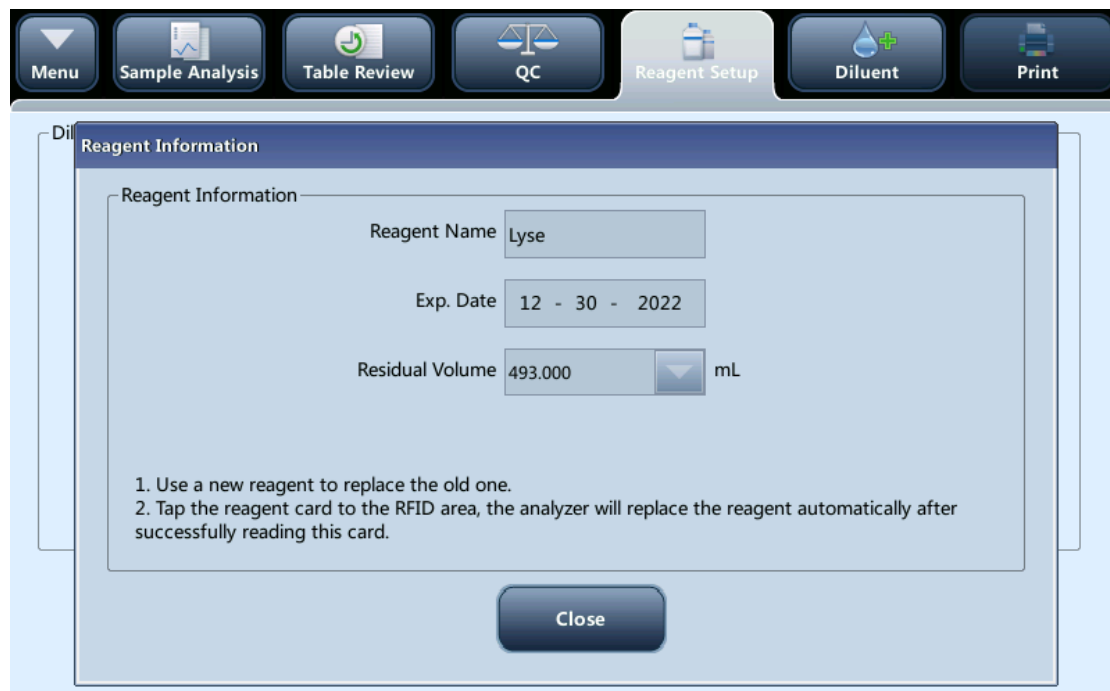 Menu
Sample Analysis
Table Review
QC
Reagent Setup
Diluent
Print
Reagent Information
Reagent Information
Reagent Name Lyse
Exp. Date 12 - 30 - 2022
Residual Volume 493.000 mL
1. Use a new reagent to replace the old one.
2. Tap the reagent card to the RFID area, the analyzer will replace the reagent automatically after
successfully reading this card.
Close